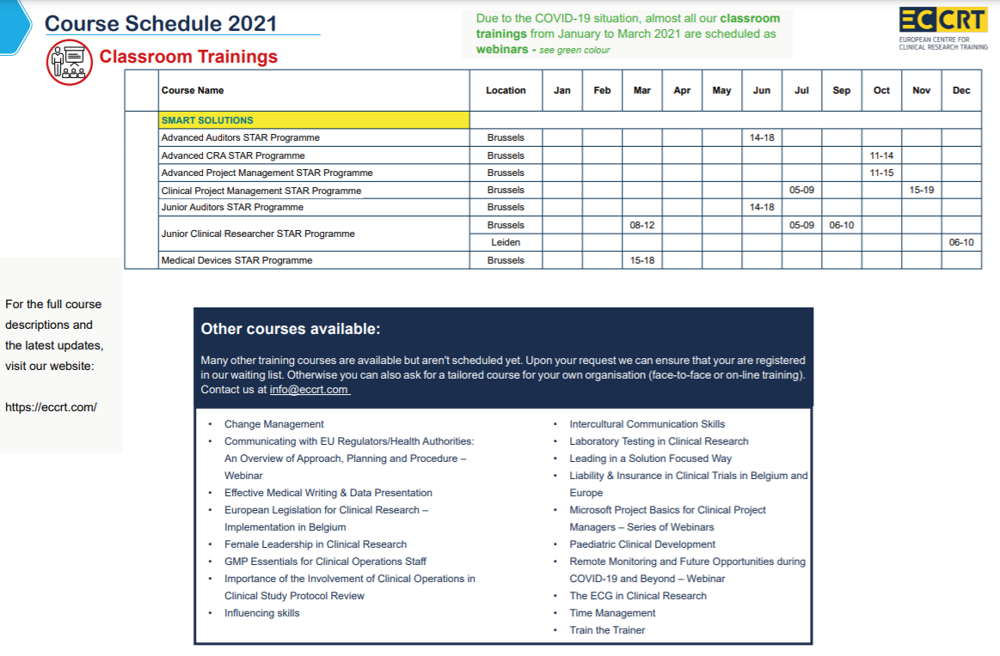 Course Schedule 2021
Due to the COVID-19 situation, almost all our classroom
trainings from January to March 2021 are scheduled as
webinars - see green colour
ECCRT
EUROPEAN CENTRE FOR
CLINICAL RESEARCH TRAINING
Classroom Trainings
Course Name Location Jan Feb Mar Apr May Jun Jul Sep Oct Nov Dec
SMART SOLUTIONS
Advanced Auditors STAR Programme Brussels 14-18
Advanced CRA STAR Programme Brussels 11-14
Advanced Project Management STAR Programme Brussels 11-15
Clinical Project Management STAR Programme Brussels 05-09 15-19
Junior Auditors STAR Programme Brussels 14-18
Junior Clinical Researcher STAR Programme Brussels 08-12 05-09 06-10
Leiden 06-10
Medical Devices STAR Programme Brussels 15-18
For the full course
descriptions and
the latest updates,
visit our website:
https://eccrt.com/
Other courses available:
Many other training courses are available but aren't scheduled yet. Upon your request we can ensure that your are registered
in our waiting list. Otherwise you can also ask for a tailored course for your own organisation (face-to-face or on-line training).
Contact us at info@eccrt.com
• Change Management
• Communicating with EU Regulators/Health Authorities:
An Overview of Approach, Planning and Procedure –
Webinar
• Effective Medical Writing & Data Presentation
• European Legislation for Clinical Research –
Implementation in Belgium
• Female Leadership in Clinical Research
• GMP Essentials for Clinical Operations Staff
• Importance of the Involvement of Clinical Operations in
Clinical Study Protocol Review
• Influencing skills
• Intercultural Communication Skills
• Laboratory Testing in Clinical Research
• Leading in a Solution Focused Way
• Liability & Insurance in Clinical Trials in Belgium and
Europe
• Microsoft Project Basics for Clinical Project
Managers – Series of Webinars
• Paediatric Clinical Development
• Remote Monitoring and Future Opportunities during
COVID-19 and Beyond – Webinar
• The ECG in Clinical Research
• Time Management
• Train the Trainer